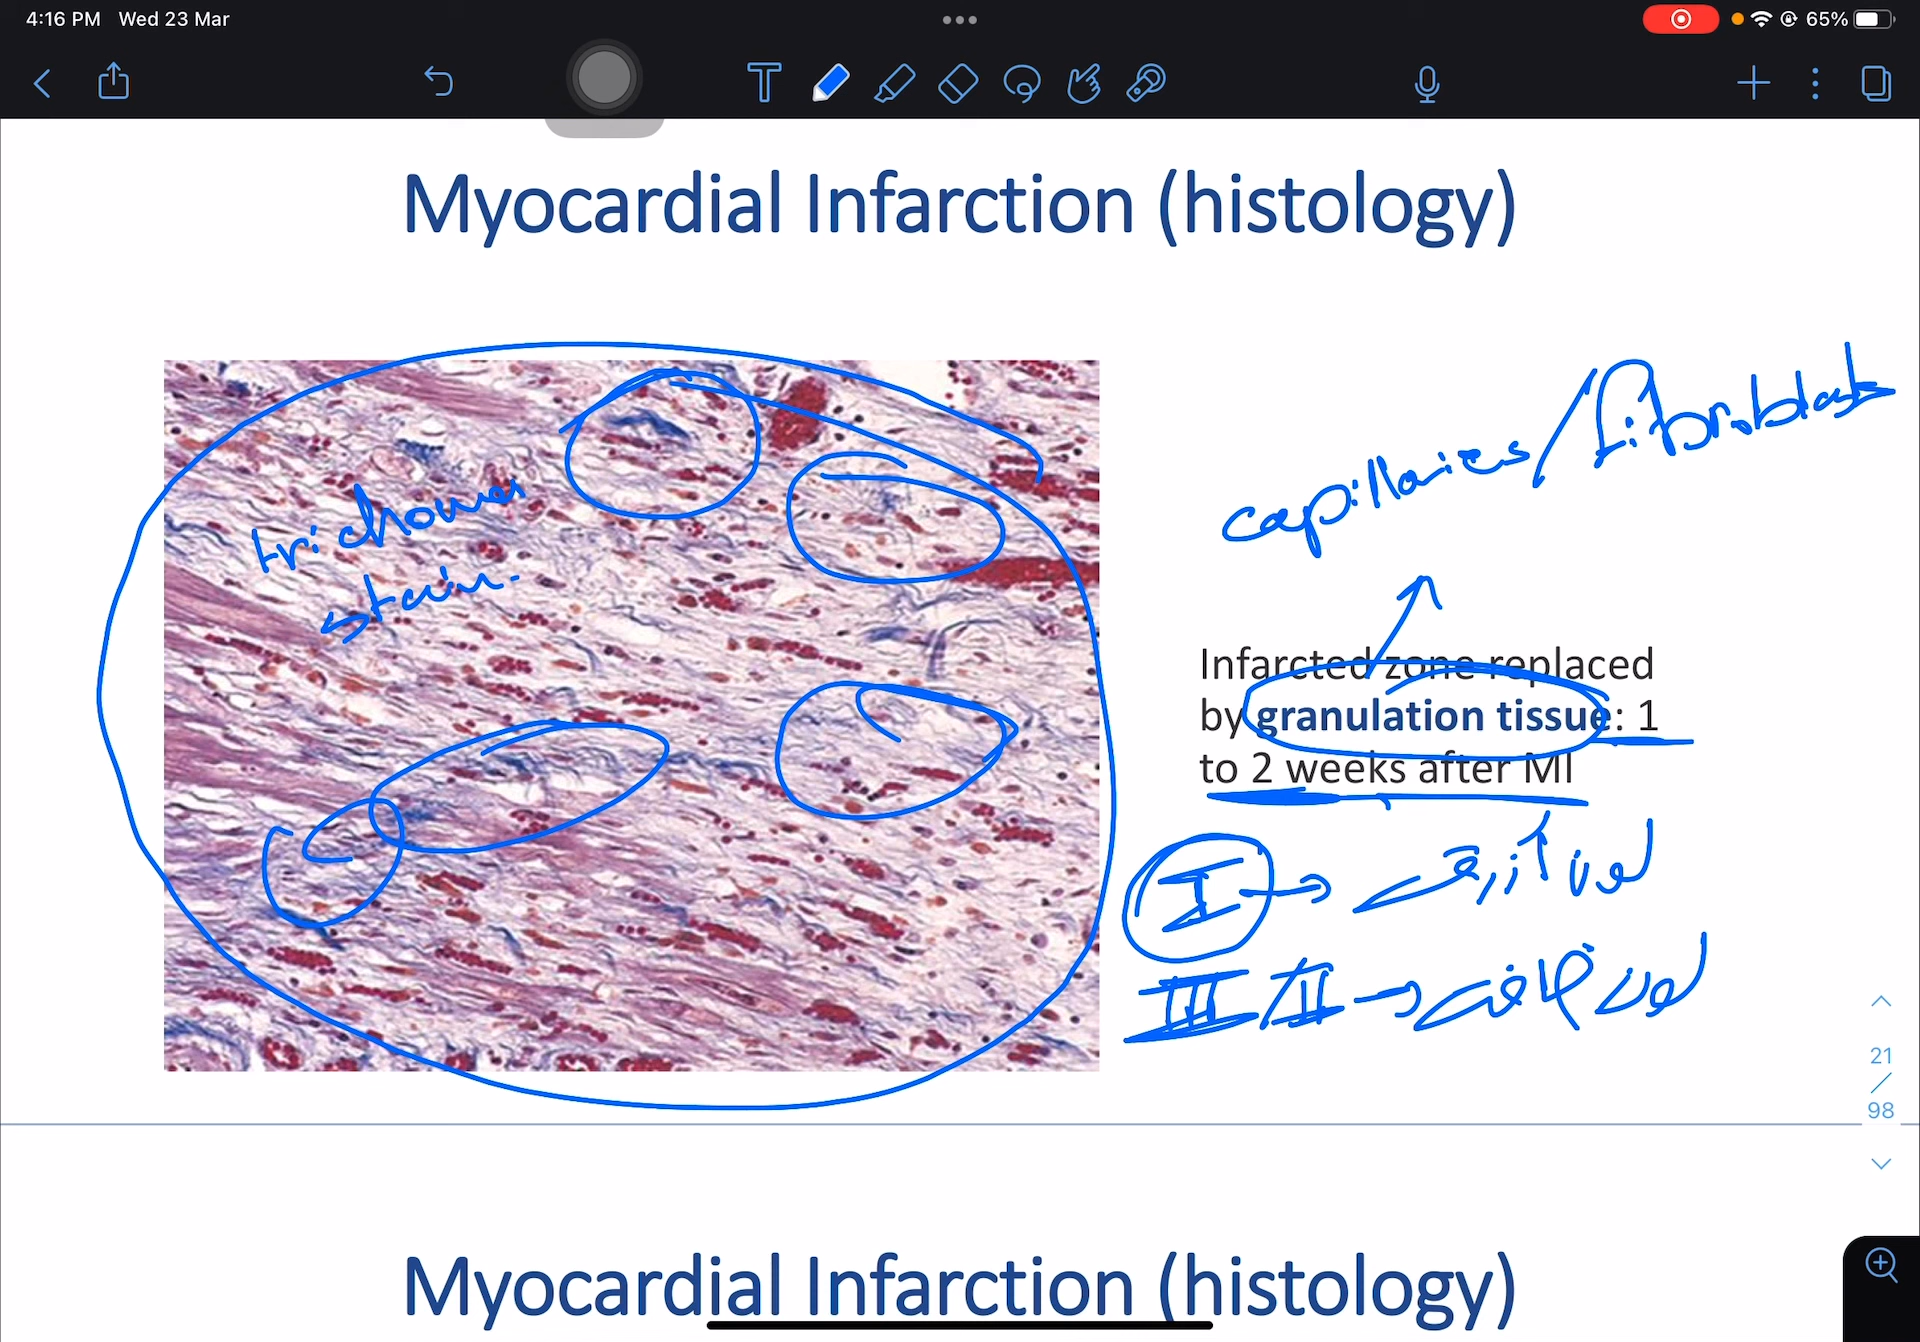 4:16 PM Wed 23 Mar
65%
Myocardial Infarction (histology)
trichome
stain.
capillaries/fibroblasts
Infarcted zone replaced
by granulation tissue: 1
to 2 weeks after MI
I →
III / II →
21
/
98
Myocardial Infarction (histology)